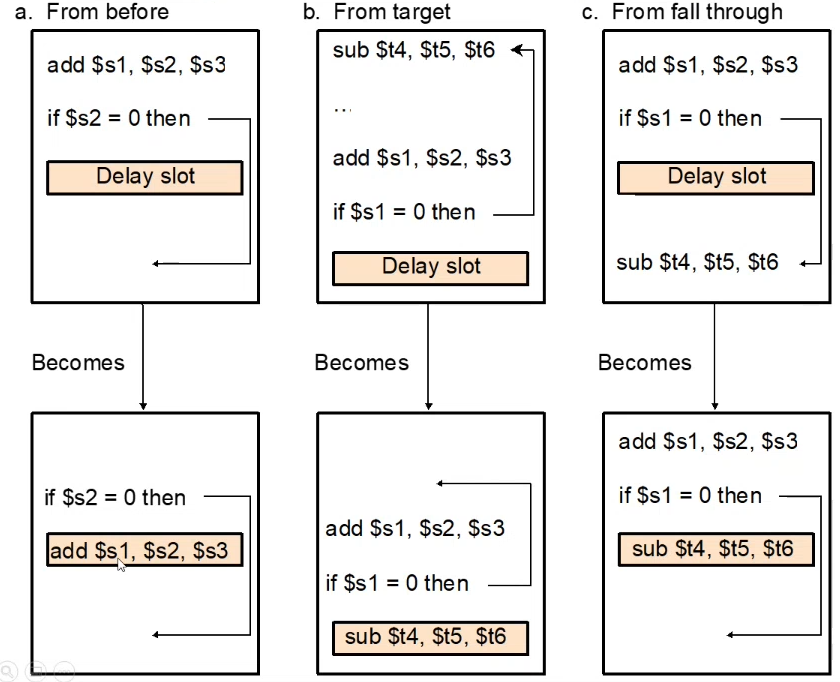 a. From before
add $s1, $s2, $s3
if $s2 = 0 then
Delay slot
Becomes
if $s2 = 0 then
add $s1, $s2, $s3
b. From target
sub $t4, $t5, $t6
...
add $s1, $s2, $s3
if $s1 = 0 then
Delay slot
Becomes
add $s1, $s2, $s3
if $s1 = 0 then
sub $t4, $t5, $t6
c. From fall through
add $s1, $s2, $s3
if $s1 = 0 then
Delay slot
sub $t4, $t5, $t6
Becomes
add $s1, $s2, $s3
if $s1 = 0 then
sub $t4, $t5, $t6